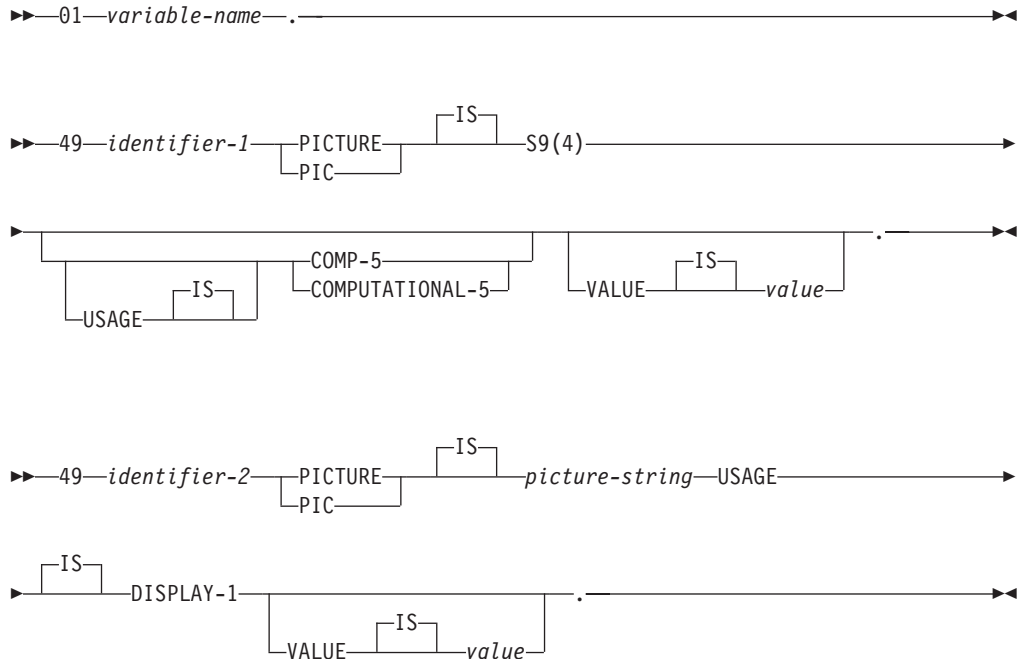 01 variable-name .
IS
49 identifier-1 PICTURE S9(4)
PIC
COMP-5 .
IS COMPUTATIONAL-5 IS
USAGE VALUE value
IS
49 identifier-2 PICTURE picture-string USAGE
PIC
IS
DISPLAY-1 .
IS
VALUE value